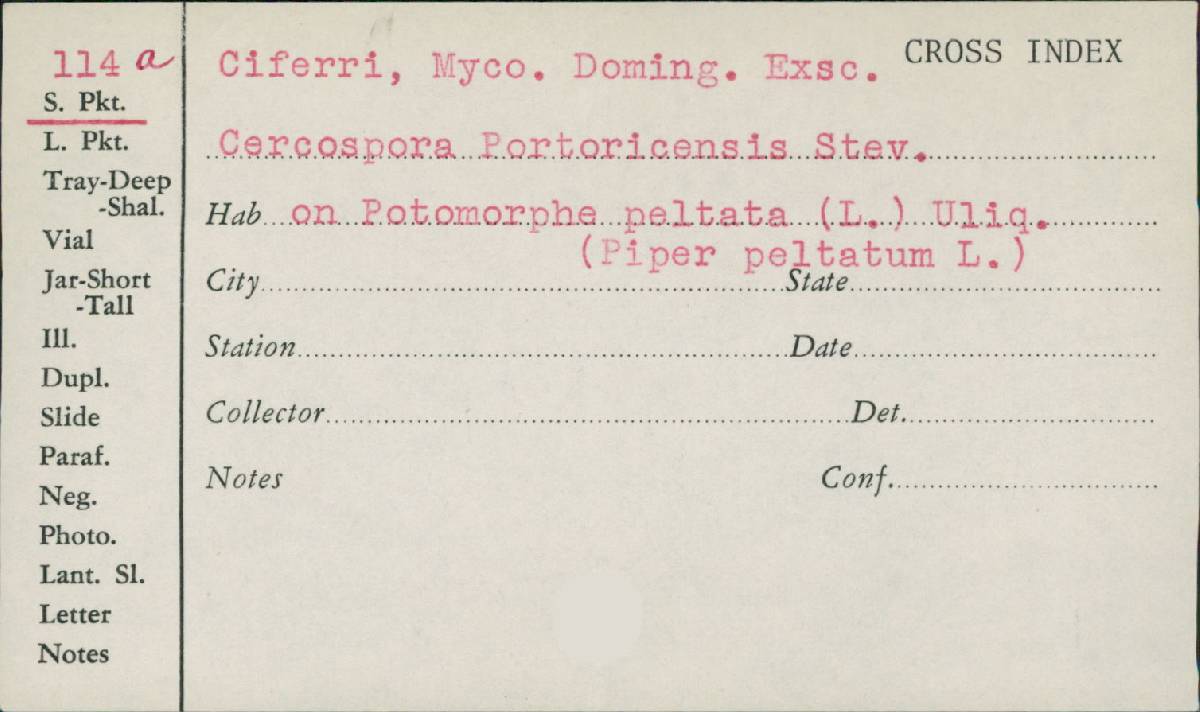 114 a
S. Pkt.
L. Pkt.
Tray-Deep
-Shal.
Vial
Jar-Short
-Tall
Ill.
Dupl.
Slide
Paraf.
Neg.
Photo.
Lant. Sl.
Letter
Notes
Ciferri, Myco. Doming. Exsc. CROSS INDEX
Cercospora Portoricensis Stev.
Hab on Potomorphe peltata (L.) Uliq.
(Piper peltatum L.)
City State
Station Date
Collector Det.
Notes Conf.